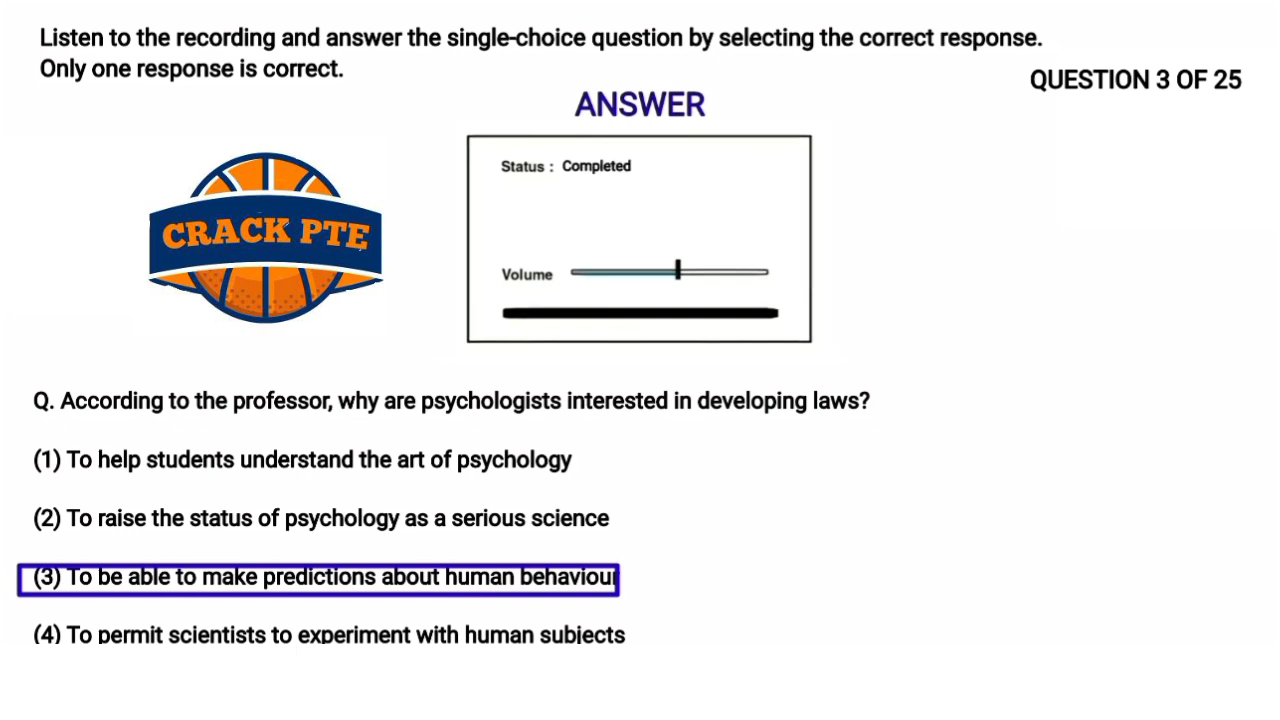 Listen to the recording and answer the single-choice question by selecting the correct response.
Only one response is correct.
QUESTION 3 OF 25
ANSWER
CRACK PTE
Status : Completed
Volume
Q. According to the professor, why are psychologists interested in developing laws?
(1) To help students understand the art of psychology
(2) To raise the status of psychology as a serious science
(3) To be able to make predictions about human behaviour
(4) To permit scientists to experiment with human subjects